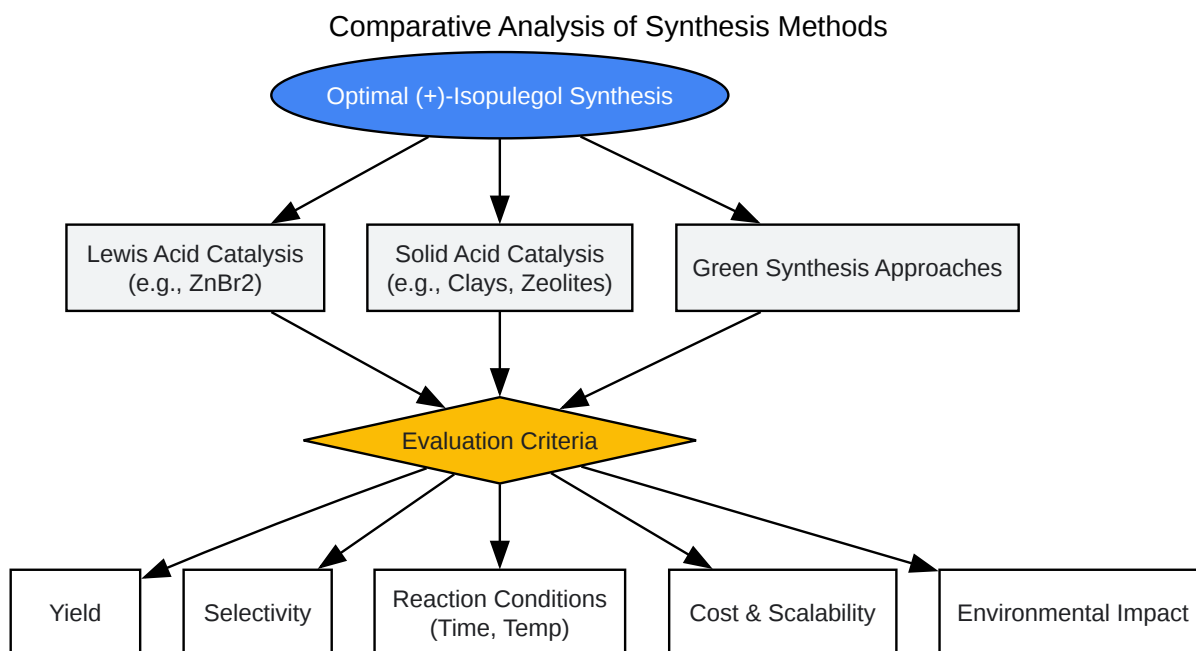 Comparative Analysis of Synthesis Methods
Optimal (+)-Isopulegol Synthesis
Lewis Acid Catalysis
(e.g., ZnBr2)
Solid Acid Catalysis
(e.g., Clays, Zeolites)
Green Synthesis Approaches
Evaluation Criteria
Yield
Selectivity
Reaction Conditions
(Time, Temp)
Cost & Scalability
Environmental Impact